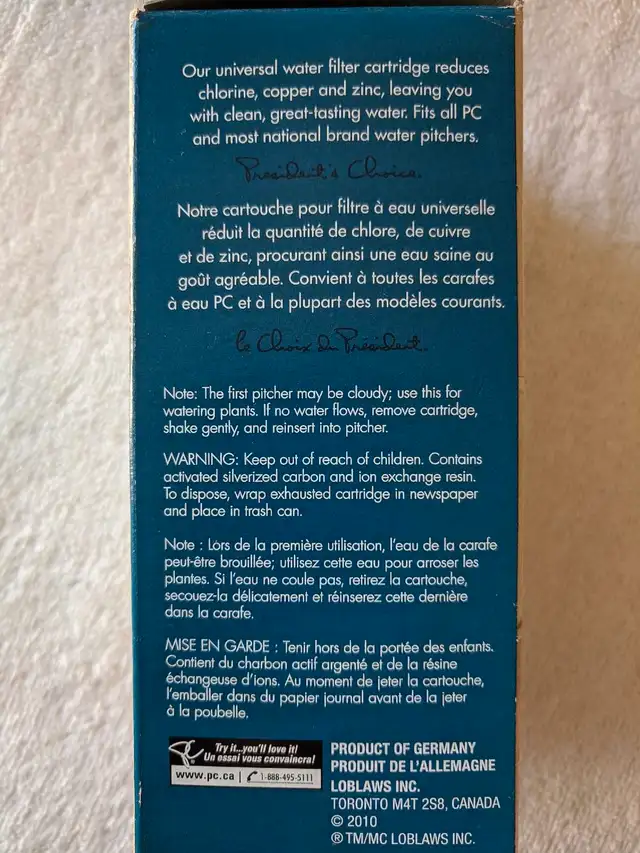 Our universal water filter cartridge reduces
chlorine, copper and zinc, leaving you
with clean, great-tasting water. Fits all PC
and most national brand water pitchers.
President's Choice
Notre cartouche pour filtre à eau universelle
réduit la quantité de chlore, de cuivre
et de zinc, procurant ainsi une eau saine au
goût agréable. Convient à toutes les carafes
à eau PC et à la plupart des modèles courants.
le Choix du Président
Note: The first pitcher may be cloudy; use this for
watering plants. If no water flows, remove cartridge,
shake gently, and reinsert into pitcher.
WARNING: Keep out of reach of children. Contains
activated silverized carbon and ion exchange resin.
To dispose, wrap exhausted cartridge in newspaper
and place in trash can.
Note : Lors de la première utilisation, l'eau de la carafe
peut-être brouillée; utilisez cette eau pour arroser les
plantes. Si l'eau ne coule pas, retirez la cartouche,
secouez-la délicatement et réinserez cette dernière
dans la carafe.
MISE EN GARDE : Tenir hors de la portée des enfants.
Contient du charbon actif argenté et de la résine
échangeuse d'ions. Au moment de jeter la cartouche,
l'emballer dans du papier journal avant de la jeter
à la poubelle.
PC Try it...you'll love it!
Un essai vous convaincra!
www.pc.ca | 1-888-495-5111
PRODUCT OF GERMANY
PRODUIT DE L'ALLEMAGNE
LOBLAWS INC.
TORONTO M4T 2S8, CANADA
© 2010
® TM/MC LOBLAWS INC.